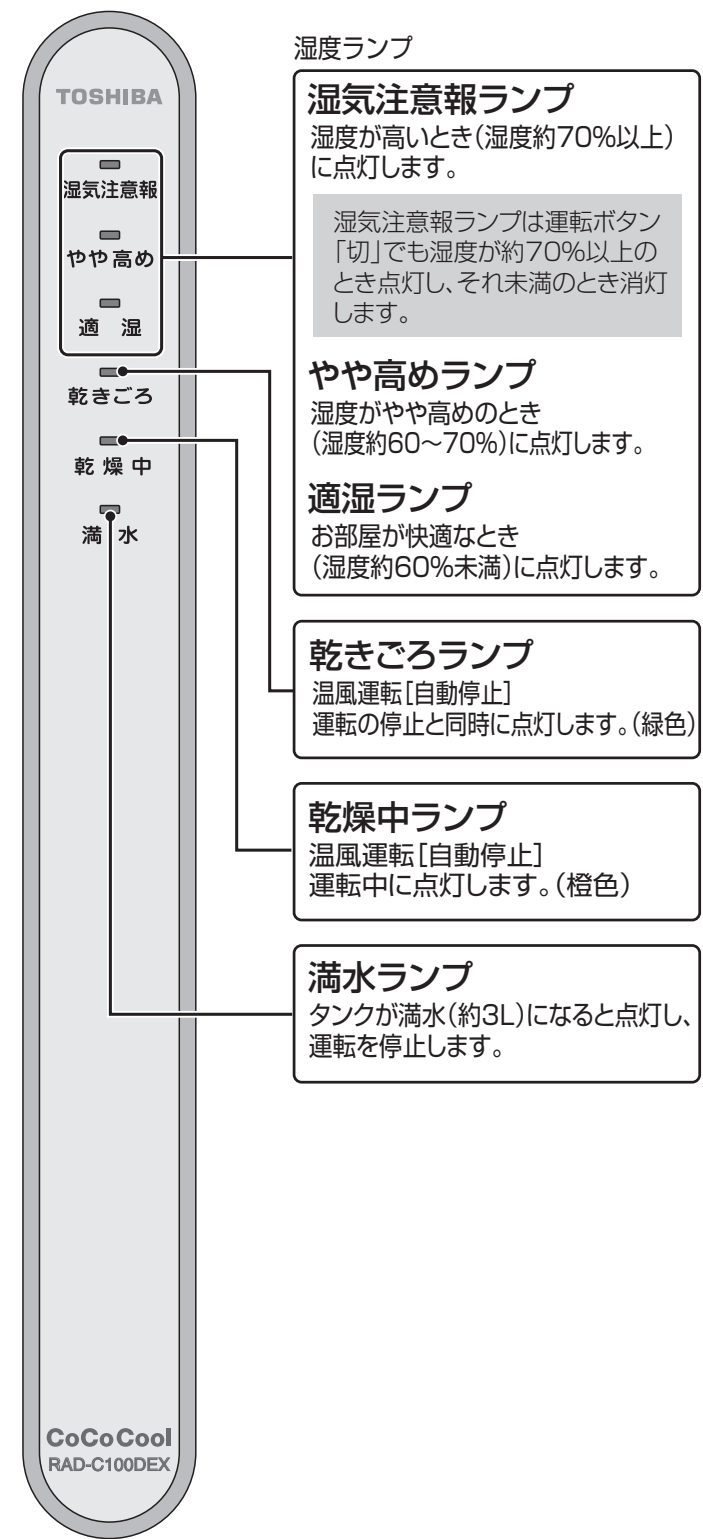 TOSHIBA
湿気注意報
やや高め
適 湿
乾きごろ
乾 燥 中
満 水
CoCoCool
RAD-C100DEX
湿度ランプ
湿気注意報ランプ
湿度が高いとき(湿度約70%以上)
に点灯します。
湿気注意報ランプは運転ボタン
「切」でも湿度が約70%以上の
とき点灯し、それ未満のとき消灯
します。
やや高めランプ
湿度がやや高めのとき
(湿度約60〜70%)に点灯します。
適湿ランプ
お部屋が快適なとき
(湿度約60%未満)に点灯します。
乾きごろランプ
温風運転[自動停止]
運転の停止と同時に点灯します。(緑色)
乾燥中ランプ
温風運転[自動停止]
運転中に点灯します。(橙色)
満水ランプ
タンクが満水(約3L)になると点灯し、
運転を停止します。